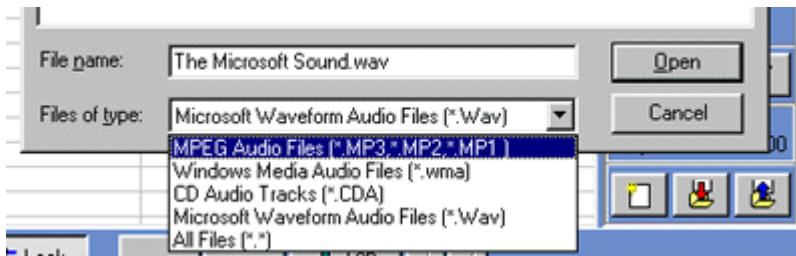 File name: The Microsoft Sound.wav Open
Files of type: Microsoft Waveform Audio Files (*.Wav) Cancel
MPEG Audio Files (*.MP3,*.MP2,*.MP1 )
Windows Media Audio Files (*.wma)
CD Audio Tracks (*.CDA)
Microsoft Waveform Audio Files (*.Wav)
All Files (*.*)